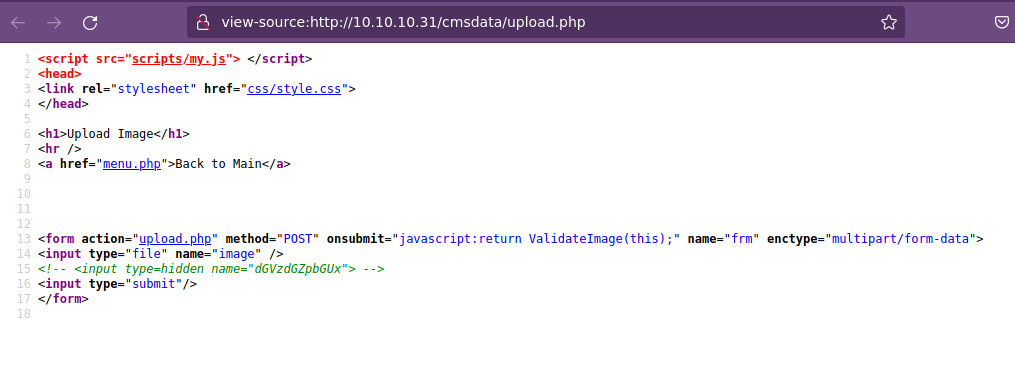 view-source:http://10.10.10.31/cmsdata/upload.php
1 <script src="scripts/my.js"> </script>
2 <head>
3 <link rel="stylesheet" href="css/style.css">
4 </head>
5
6 <h1>Upload Image</h1>
7 <hr />
8 <a href="menu.php">Back to Main</a>
9
10
11
12
13 <form action="upload.php" method="POST" onsubmit="javascript:return ValidateImage(this);" name="frm" enctype="multipart/form-data">
14 <input type="file" name="image" />
15 <!-- <input type=hidden name="dGVzdGZpbGUx"> -->
16 <input type="submit"/>
17 </form>
18